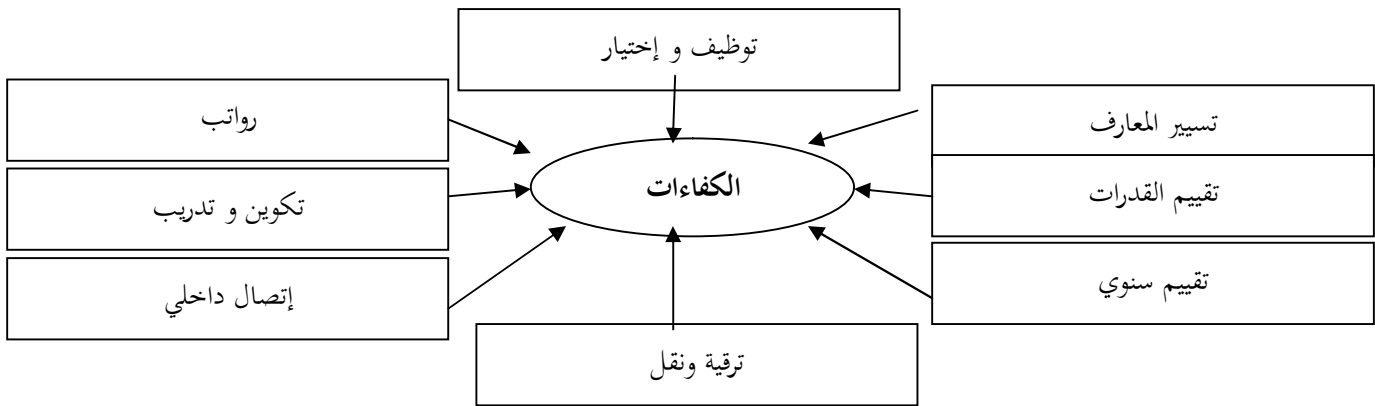 توظيف و إختيار
تسيير المعارف
رواتب
الكفاءات
تقييم القدرات
تكوين و تدريب
تقييم سنوي
إتصال داخلي
ترقية ونقل